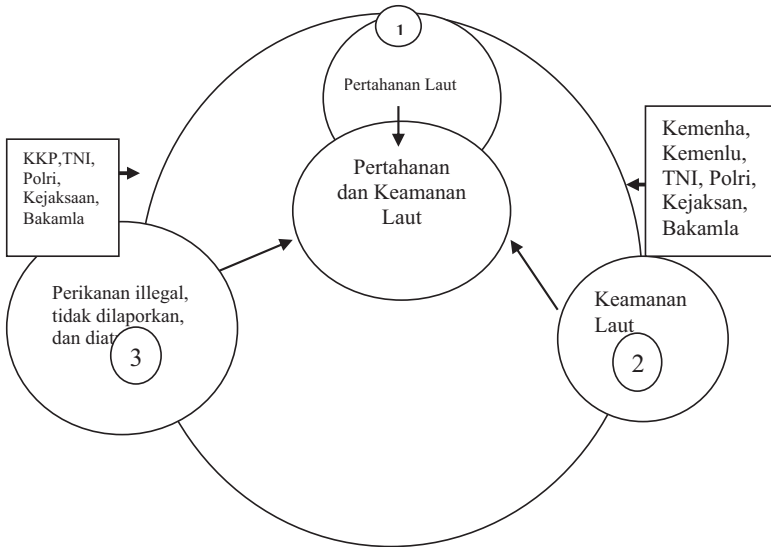 1
Pertahanan Laut
Pertahanan
dan Keamanan
Laut
KKP,TNI,
Polri,
Kejaksaan,
Bakamla
Kemenha,
Kemenlu,
TNI, Polri,
Kejaksan,
Bakamla
Perikanan illegal,
tidak dilaporkan,
dan
3
Keamanan
Laut
2